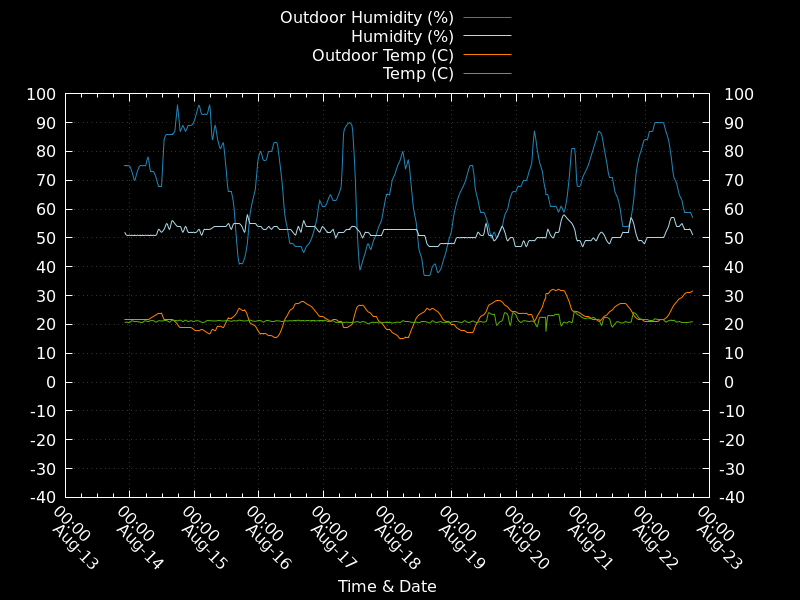 Outdoor Humidity (%)
Humidity (%)
Outdoor Temp (C)
Temp (C)
100 100
90 90
80 80
70 70
60 60
50 50
40 40
30 30
20 20
10 10
0 0
-10 -10
-20 -20
-30 -30
-40 -40
00:00
Aug-13
00:00
Aug-14
00:00
Aug-15
00:00
Aug-16
00:00
Aug-17
00:00
Aug-18
00:00
Aug-19
00:00
Aug-20
00:00
Aug-21
00:00
Aug-22
00:00
Aug-23
Time & Date